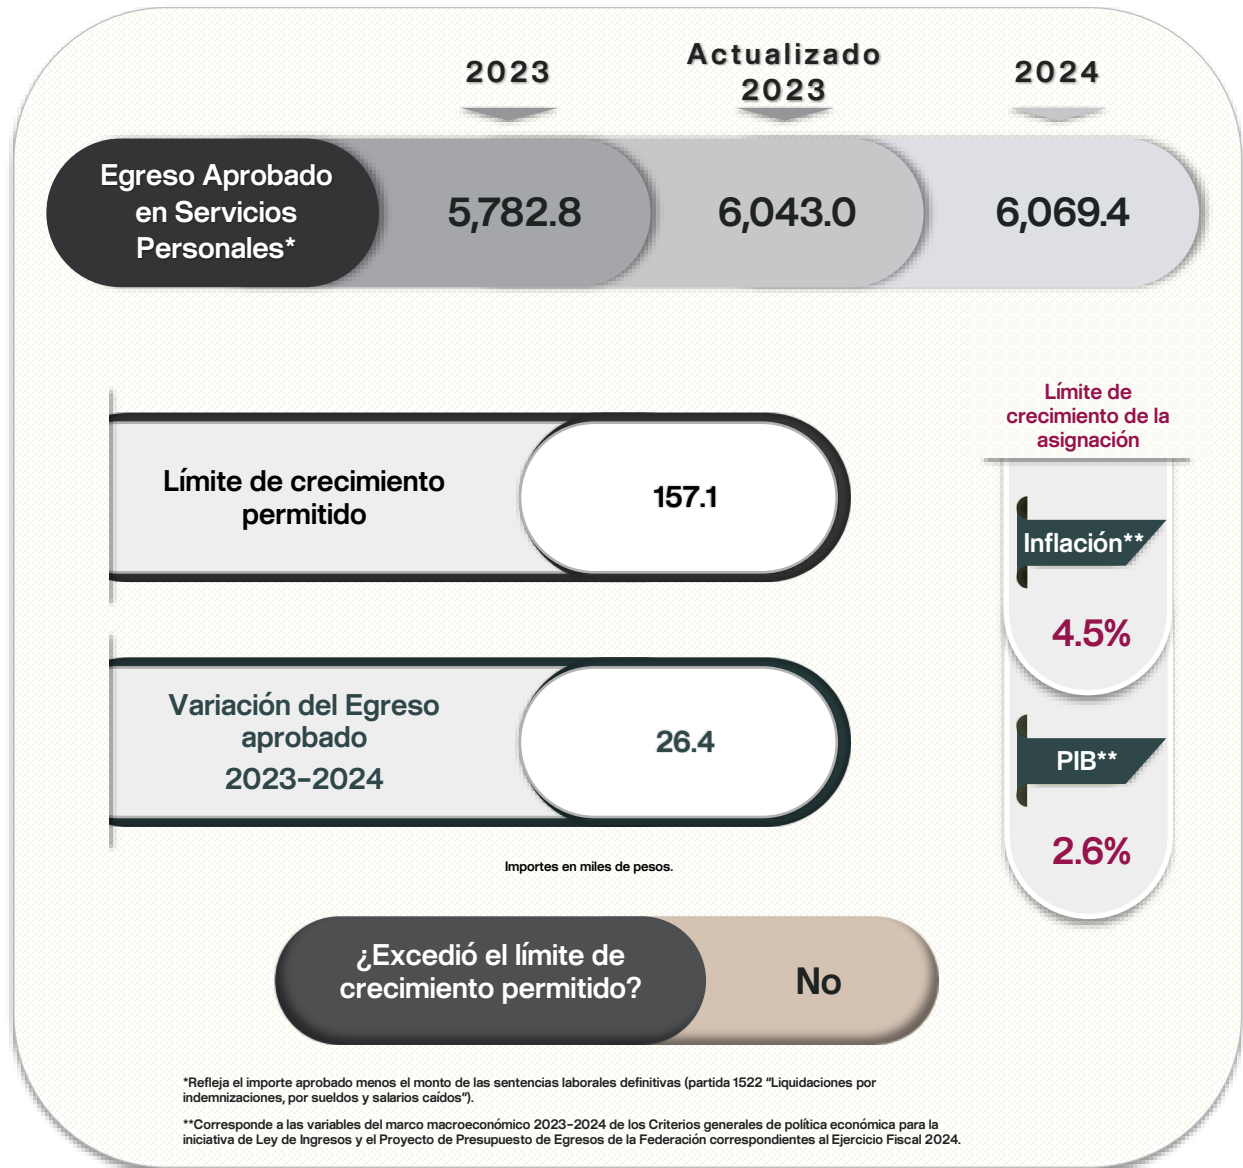 2023
Actualizado
2023
2024
Egreso Aprobado
en Servicios
Personales*
5,782.8
6,043.0
6,069.4
Límite de
crecimiento de la
asignación
Límite de crecimiento
permitido
157.1
Inflación**
4.5%
Variación del Egreso
aprobado
2023-2024
26.4
PIB**
2.6%
Importes en miles de pesos.
¿Excedió el límite de
crecimiento permitido?
No
*Refleja el importe aprobado menos el monto de las sentencias laborales definitivas (partida 1522 "Liquidaciones por
indemnizaciones, por sueldos y salarios caídos").
**Corresponde a las variables del marco macroeconómico 2023-2024 de los Criterios generales de política económica para la
iniciativa de Ley de Ingresos y el Proyecto de Presupuesto de Egresos de la Federación correspondientes al Ejercicio Fiscal 2024.